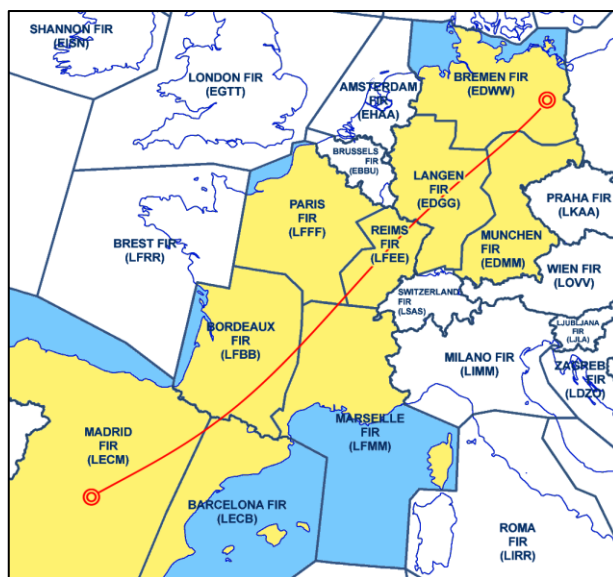 SHANNON FIR
(EISN)
LONDON FIR
(EGTT)
AMSTERDAM
FIR
(EHAA)
BREMEN FIR
(EDWW)
BRUSSELS
FIR
(EBBU)
LANGEN
FIR
(EDGG)
PRAHA FIR
(LKAA)
PARIS
FIR
(LFFF)
REIMS
FIR
(LFEE)
MUNCHEN
FIR
(EDMM)
BREST FIR
(LFRR)
WIEN FIR
(LOVV)
SWITZERLAND
FIR
(LSAS)
BORDEAUX
FIR
(LFBB)
LJUBLJANA
FIR
(LJLA)
MILANO FIR
(LIMM)
ZAGREB
FIR
(LDZO)
MARSEILLE
FIR
(LFMM)
MADRID
FIR
(LECM)
BARCELONA FIR
(LECB)
ROMA
FIR
(LIRR)